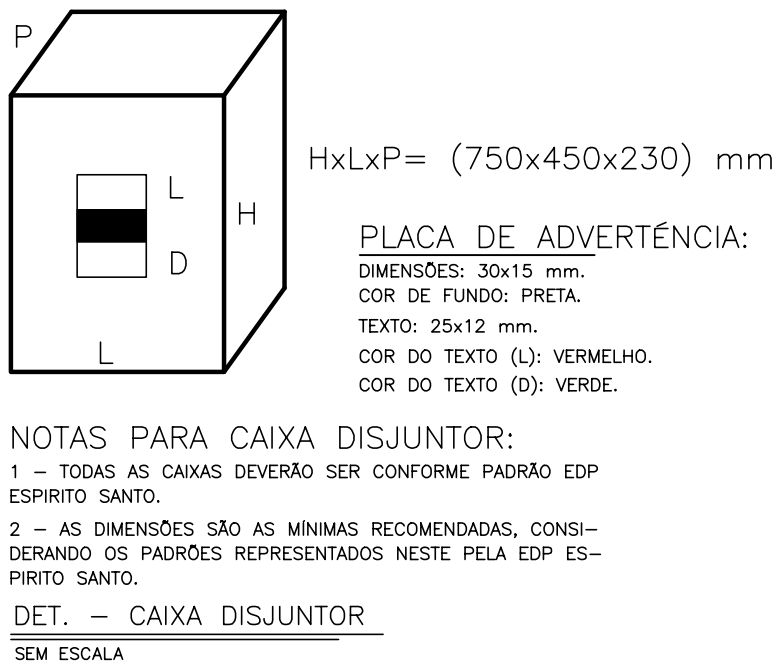 P
HxLxP= (750x450x230) mm
L
H
D
L
PLACA DE ADVERTÉNCIA:
DIMENSÕES: 30x15 mm.
COR DE FUNDO: PRETA.
TEXTO: 25x12 mm.
COR DO TEXTO (L): VERMELHO.
COR DO TEXTO (D): VERDE.
NOTAS PARA CAIXA DISJUNTOR:
1 – TODAS AS CAIXAS DEVERÃO SER CONFORME PADRÃO EDP
ESPIRITO SANTO.
2 – AS DIMENSÕES SÃO AS MÍNIMAS RECOMENDADAS, CONSI–
DERANDO OS PADRÕES REPRESENTADOS NESTE PELA EDP ES–
PIRITO SANTO.
DET. – CAIXA DISJUNTOR
SEM ESCALA